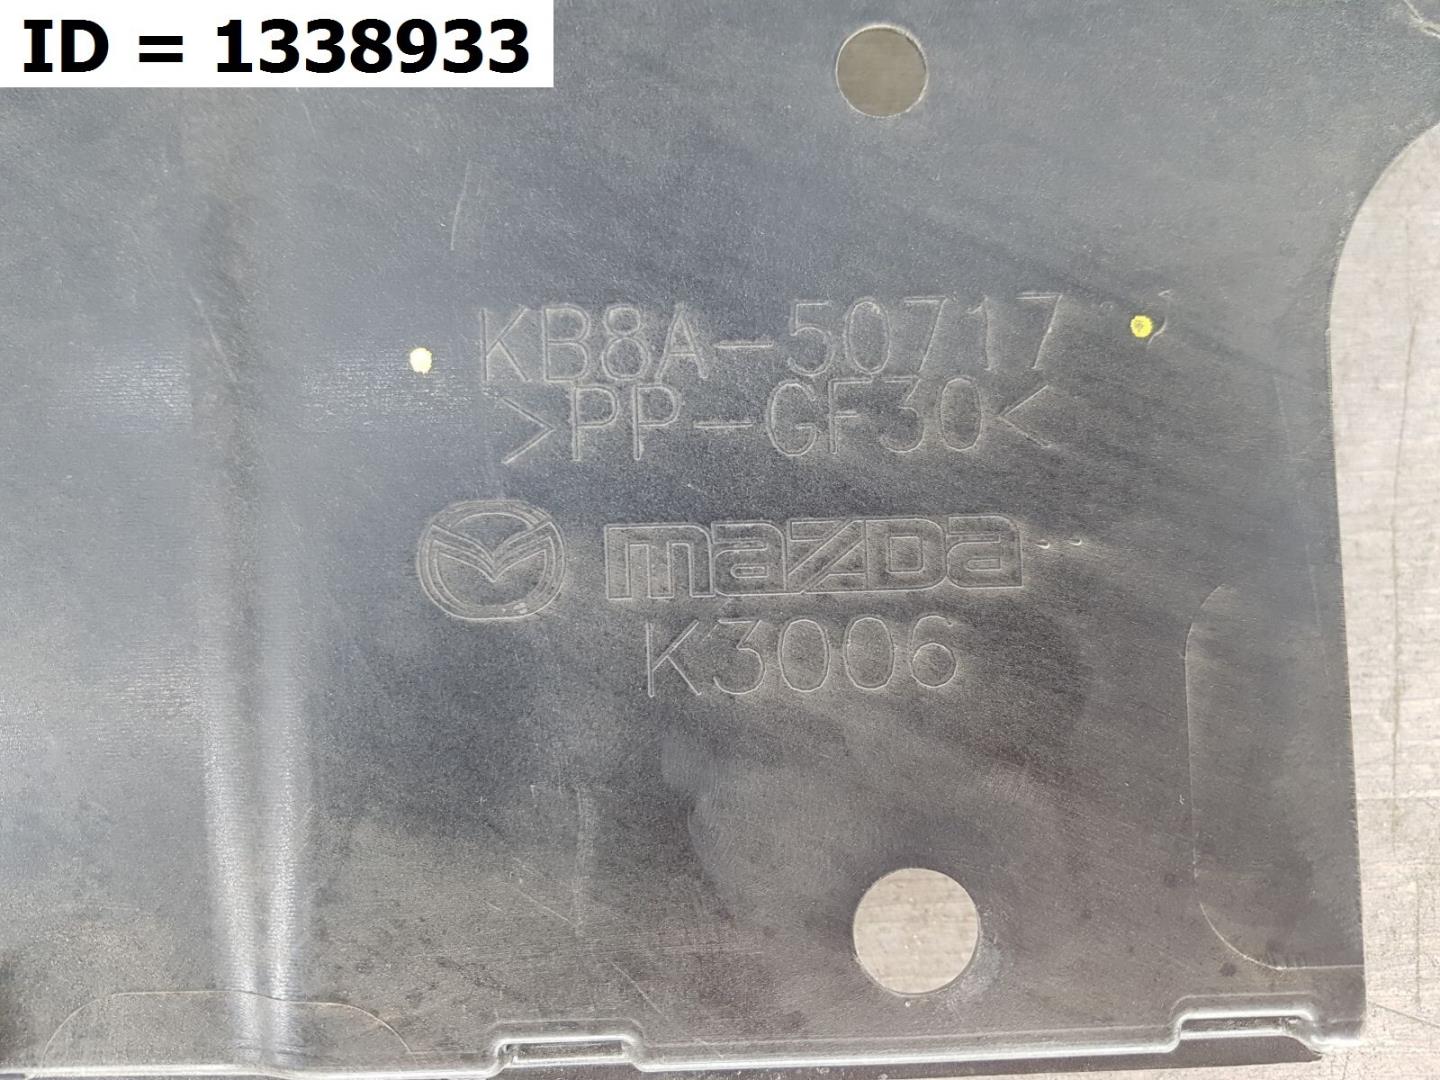 ID = 1338933
KB8A-50717
>PP-GF30<
mazda
K3006